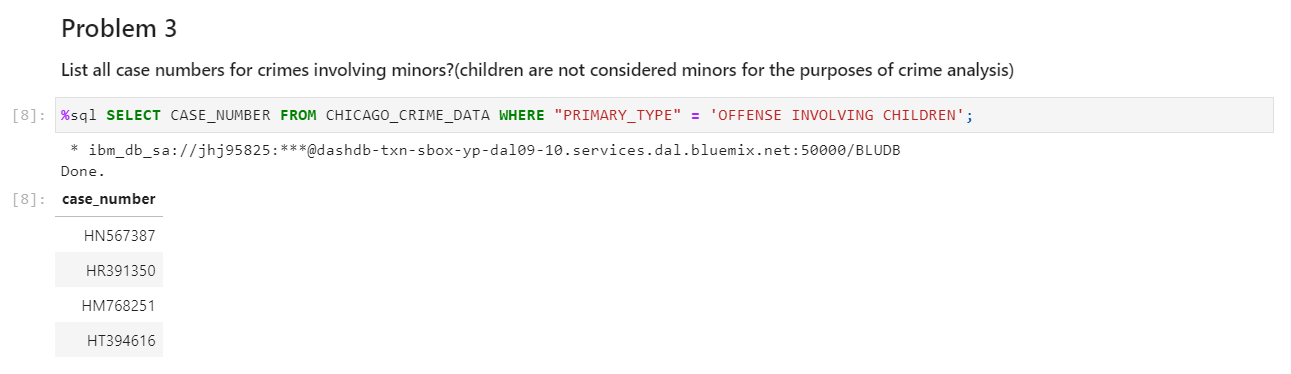 Problem 3
List all case numbers for crimes involving minors?(children are not considered minors for the purposes of crime analysis)
[8]: %sql SELECT CASE_NUMBER FROM CHICAGO_CRIME_DATA WHERE "PRIMARY_TYPE" = 'OFFENSE INVOLVING CHILDREN';
* ibm_db_sa://jhj95825:***@dashdb-txn-sbox-yp-dal09-10.services.dal.bluemix.net:50000/BLUDB
Done.
[8]: case_number
HN567387
HR391350
HM768251
HT394616